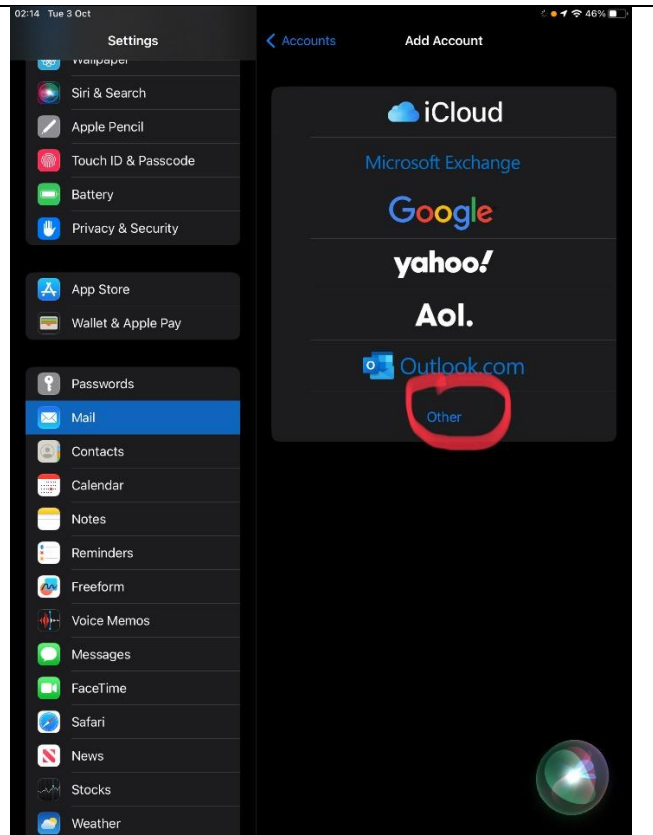 02:14 Tue 3 Oct
46%
Settings
Accounts
Add Account
Wallpaper
Siri & Search
Apple Pencil
Touch ID & Passcode
Battery
Privacy & Security
App Store
Wallet & Apple Pay
Passwords
Mail
Contacts
Calendar
Notes
Reminders
Freeform
Voice Memos
Messages
FaceTime
Safari
News
Stocks
Weather
iCloud
Microsoft Exchange
Google
yahoo!
Aol.
Outlook.com
Other